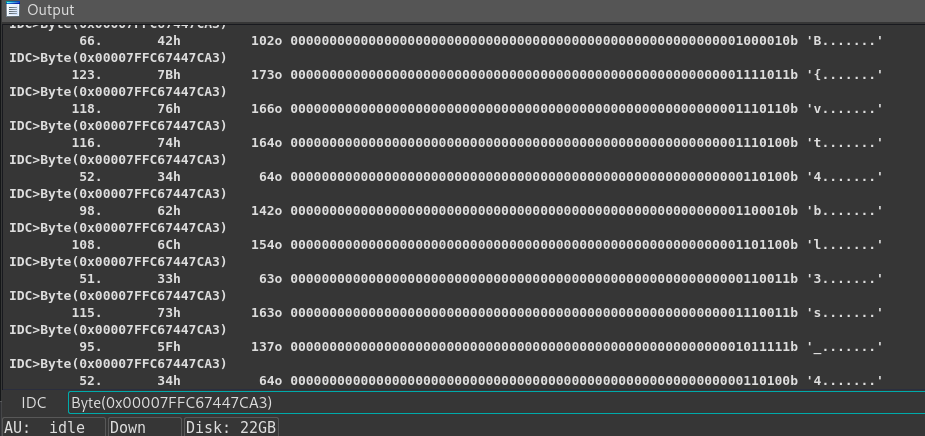 Output
IDC>Byte(0x00007FFC67447CA3)
66. 42h 102o 0000000000000000000000000000000000000000000000000000000001000010b 'B.......'
IDC>Byte(0x00007FFC67447CA3)
123. 7Bh 173o 0000000000000000000000000000000000000000000000000000000001111011b '{.......'
IDC>Byte(0x00007FFC67447CA3)
118. 76h 166o 0000000000000000000000000000000000000000000000000000000001110110b 'v.......'
IDC>Byte(0x00007FFC67447CA3)
116. 74h 164o 0000000000000000000000000000000000000000000000000000000001110100b 't.......'
IDC>Byte(0x00007FFC67447CA3)
52. 34h 64o 0000000000000000000000000000000000000000000000000000000000110100b '4.......'
IDC>Byte(0x00007FFC67447CA3)
98. 62h 142o 0000000000000000000000000000000000000000000000000000000001100010b 'b.......'
IDC>Byte(0x00007FFC67447CA3)
108. 6Ch 154o 0000000000000000000000000000000000000000000000000000000001101100b 'l.......'
IDC>Byte(0x00007FFC67447CA3)
51. 33h 63o 0000000000000000000000000000000000000000000000000000000000110011b '3.......'
IDC>Byte(0x00007FFC67447CA3)
115. 73h 163o 0000000000000000000000000000000000000000000000000000000001110011b 's.......'
IDC>Byte(0x00007FFC67447CA3)
95. 5Fh 137o 0000000000000000000000000000000000000000000000000000000001011111b '_.......'
IDC>Byte(0x00007FFC67447CA3)
52. 34h 64o 0000000000000000000000000000000000000000000000000000000000110100b '4.......'
IDC Byte(0x00007FFC67447CA3)
AU: idle Down Disk: 22GB